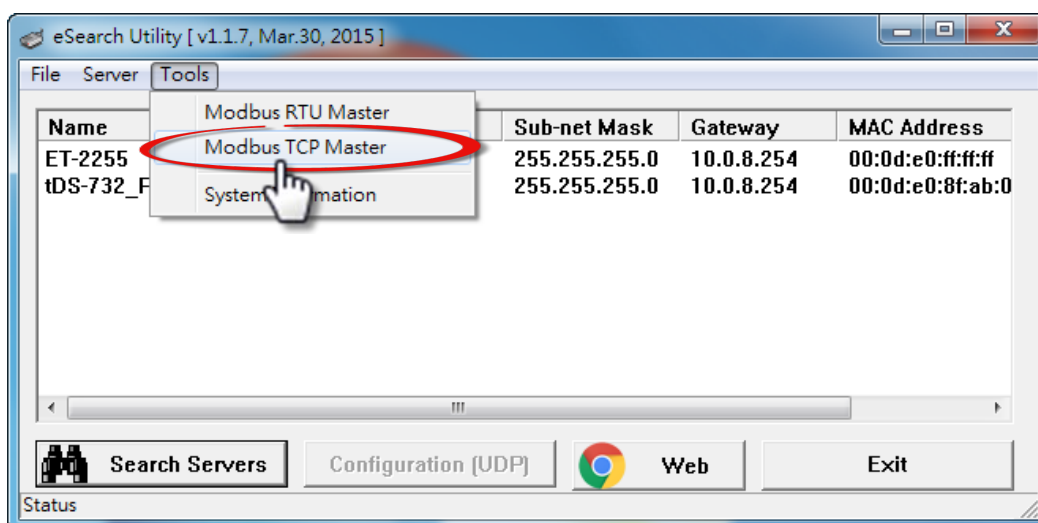 eSearch Utility [ v1.1.7, Mar.30, 2015 ]
File Server Tools
Modbus RTU Master
Modbus TCP Master
Name Sub-net Mask Gateway MAC Address
ET-2255 255.255.255.0 10.0.8.254 00:0d:e0:ff:ff:ff
tDS-732_F 255.255.255.0 10.0.8.254 00:0d:e0:8f:ab:0
Search Servers Configuration (UDP) Web Exit
Status